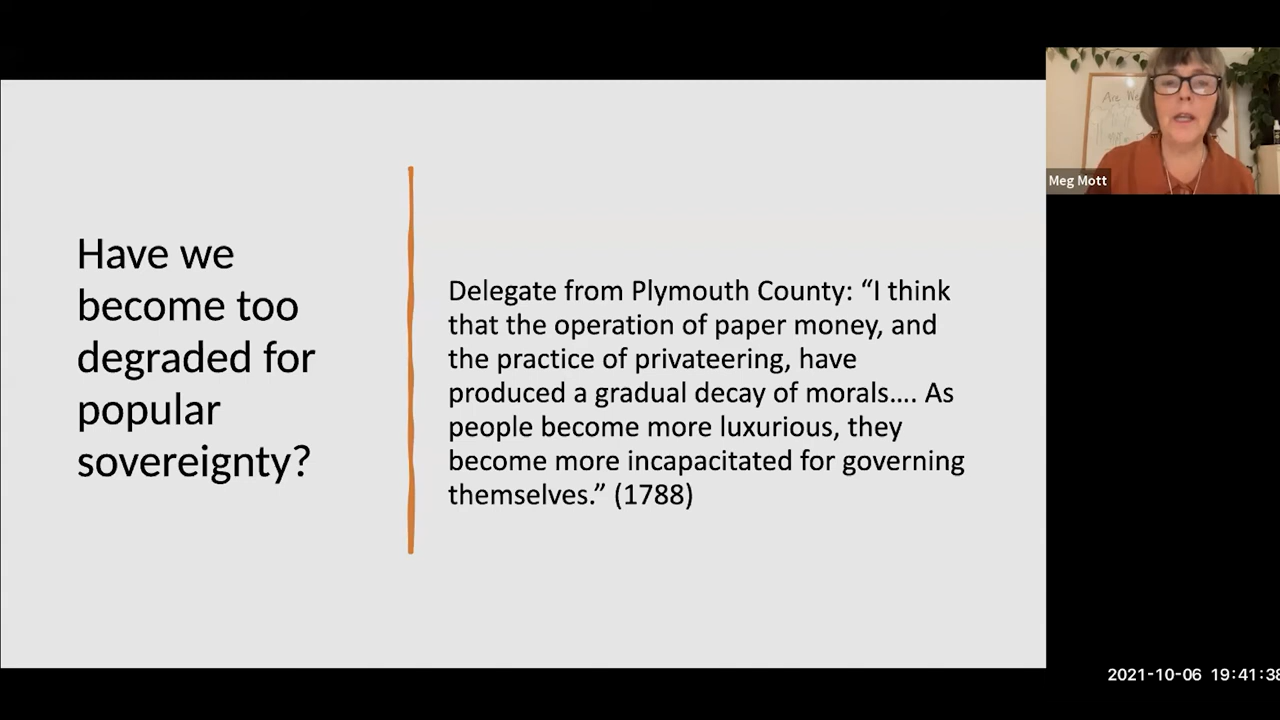 Have we
become too
degraded for
popular
sovereignty?
Delegate from Plymouth County: “I think
that the operation of paper money, and
the practice of privateering, have
produced a gradual decay of morals…. As
people become more luxurious, they
become more incapacitated for governing
themselves.” (1788)
Are We
Meg Mott
2021-10-06 19:41:38